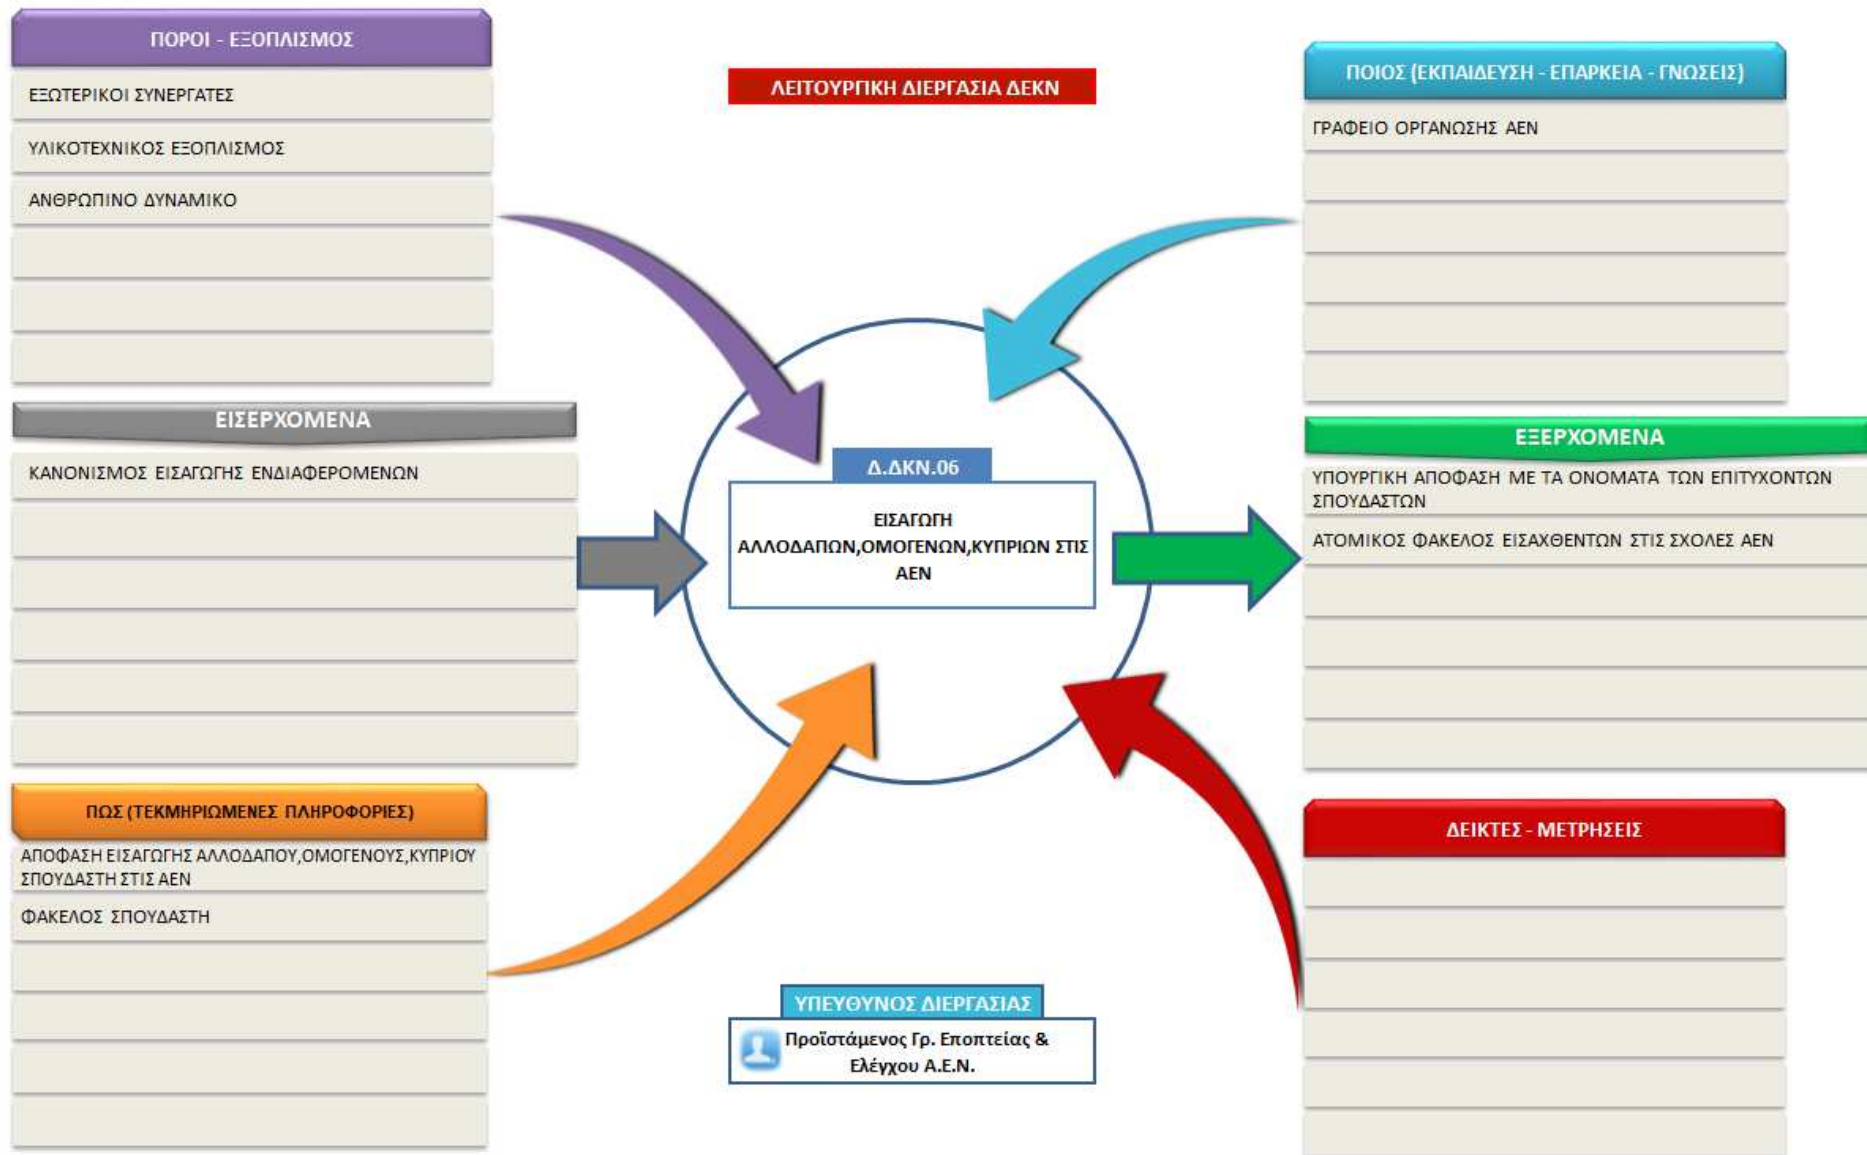 ΠΟΡΟΙ - ΕΞΟΠΛΙΣΜΟΣ
ΕΞΩΤΕΡΙΚΟΙ ΣΥΝΕΡΓΑΤΕΣ
ΥΛΙΚΟΤΕΧΝΙΚΟΣ ΕΞΟΠΛΙΣΜΟΣ
ΑΝΘΡΩΠΙΝΟ ΔΥΝΑΜΙΚΟ
ΛΕΙΤΟΥΡΓΙΚΗ ΔΙΕΡΓΑΣΙΑ ΔΕΚΝ
ΠΟΙΟΣ (ΕΚΠΑΙΔΕΥΣΗ - ΕΠΑΡΚΕΙΑ - ΓΝΩΣΕΙΣ)
ΓΡΑΦΕΙΟ ΟΡΓΑΝΩΣΗΣ ΑΕΝ
ΕΙΣΕΡΧΟΜΕΝΑ
ΚΑΝΟΝΙΣΜΟΣ ΕΙΣΑΓΩΓΗΣ ΕΝΔΙΑΦΕΡΟΜΕΝΩΝ
Δ.ΔΚΝ.06
ΕΙΣΑΓΩΓΗ
ΑΛΛΟΔΑΠΩΝ,ΟΜΟΓΕΝΩΝ,ΚΥΠΡΙΩΝ ΣΤΙΣ
ΑΕΝ
ΕΞΕΡΧΟΜΕΝΑ
ΥΠΟΥΡΓΙΚΗ ΑΠΟΦΑΣΗ ΜΕ ΤΑ ΟΝΟΜΑΤΑ ΤΩΝ ΕΠΙΤΥΧΟΝΤΩΝ
ΣΠΟΥΔΑΣΤΩΝ
ΑΤΟΜΙΚΟΣ ΦΑΚΕΛΟΣ ΕΙΣΑΧΘΕΝΤΩΝ ΣΤΙΣ ΣΧΟΛΕΣ ΑΕΝ
ΠΩΣ (ΤΕΚΜΗΡΙΩΜΕΝΕΣ ΠΛΗΡΟΦΟΡΙΕΣ)
ΑΠΟΦΑΣΗ ΕΙΣΑΓΩΓΗΣ ΑΛΛΟΔΑΠΟΥ,ΟΜΟΓΕΝΟΥΣ,ΚΥΠΡΙΟΥ
ΣΠΟΥΔΑΣΤΗ ΣΤΙΣ ΑΕΝ
ΦΑΚΕΛΟΣ ΣΠΟΥΔΑΣΤΗ
ΥΠΕΥΘΥΝΟΣ ΔΙΕΡΓΑΣΙΑΣ
Προϊστάμενος Γρ. Εποπτείας &
Ελέγχου Α.Ε.Ν.
ΔΕΙΚΤΕΣ - ΜΕΤΡΗΣΕΙΣ